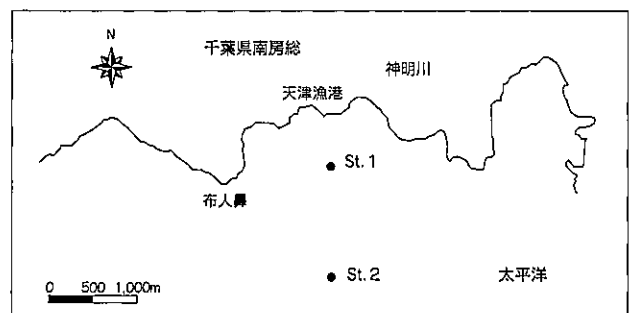 N
千葉県南房総
神明川
天津漁港
St. 1
布入鼻
St. 2
太平洋
0 500 1,000m